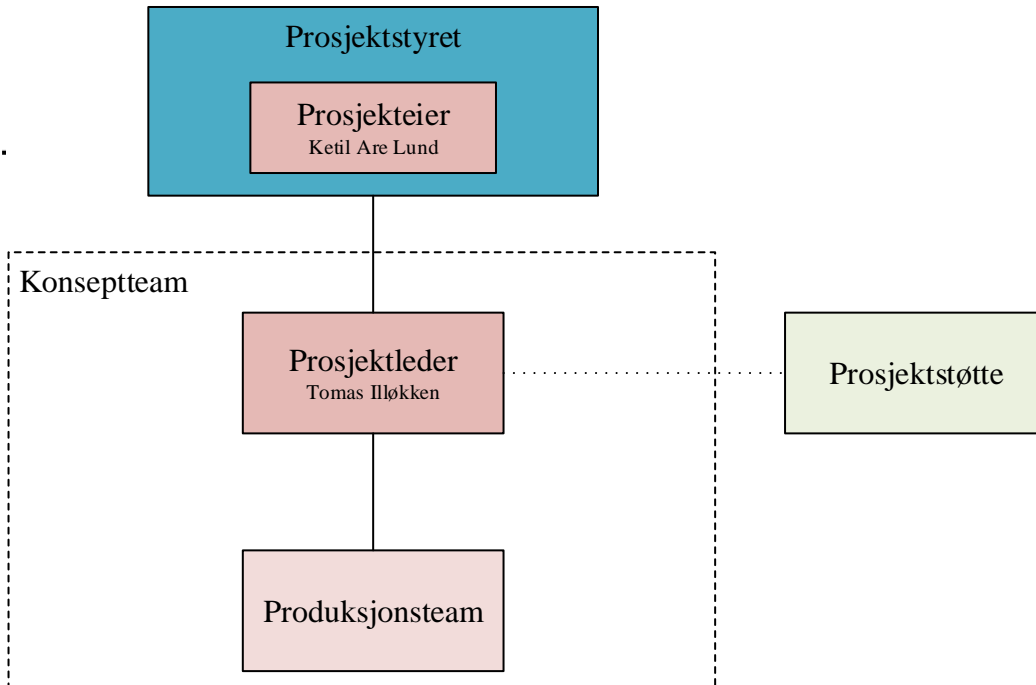 Prosjektstyret
Prosjekteier
Ketil Are Lund
Konseptteam
Prosjektleder
Tomas Illøkken
Prosjektstøtte
Produksjonsteam